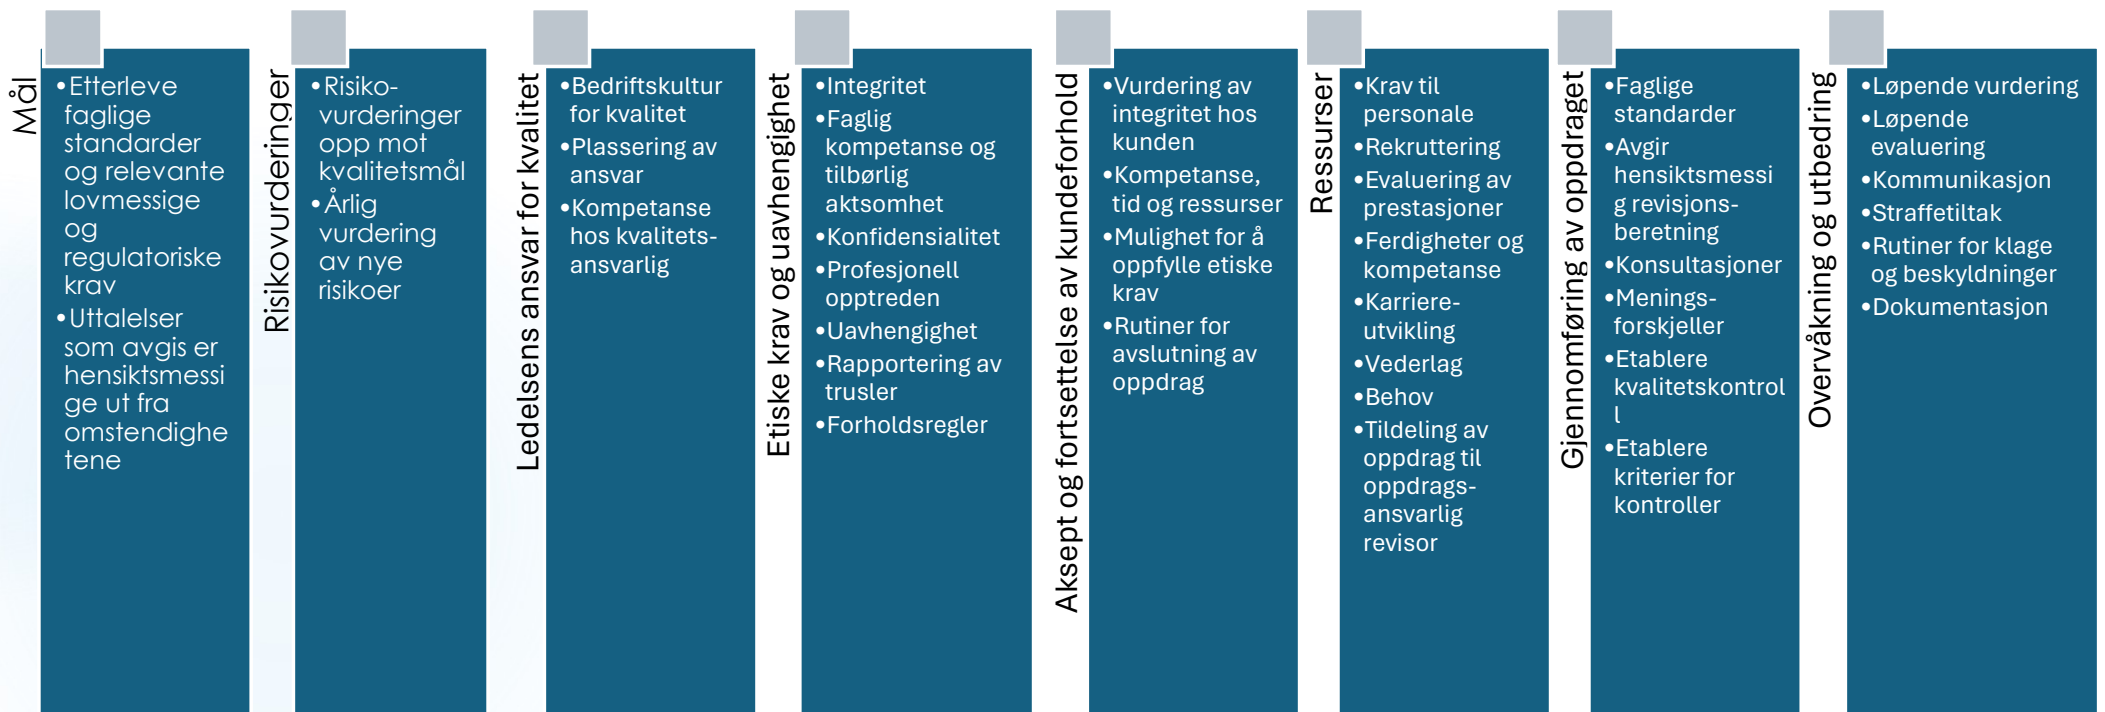 Mål
•Etterleve
faglige
standarder
og relevante
lovmessige
og
regulatoriske
krav
•Uttalelser
som avgis er
hensiktsmessi
ge ut fra
omstendighe
tene
Risikovurderinger
•Risiko-
vurderinger
opp mot
kvalitetsmål
•Årlig
vurdering
av nye
risikoer
Ledelsens ansvar for kvalitet
•Bedriftskultur
for kvalitet
•Plassering av
ansvar
•Kompetanse
hos kvalitets-
ansvarlig
Etiske krav og uavhengighet
•Integritet
•Faglig
kompetanse og
tilbørlig
aktsomhet
•Konfidensialitet
•Profesjonell
opptreden
•Uavhengighet
•Rapportering av
trusler
•Forholdsregler
Aksept og fortsettelse av kundeforhold
•Vurdering av
integritet hos
kunden
•Kompetanse,
tid og ressurser
•Mulighet for å
oppfylle etiske
krav
•Rutiner for
avslutning av
oppdrag
Ressurser
•Krav til
personale
•Rekruttering
•Evaluering av
prestasjoner
•Ferdigheter og
kompetanse
•Karriere-
utvikling
•Vederlag
•Behov
•Tildeling av
oppdrag til
oppdrags-
ansvarlig
revisor
Gjennomføring av oppdraget
•Faglige
standarder
•Avgir
hensiktsmessi
g revisjons-
beretning
•Konsultasjoner
•Menings-
forskjeller
•Etablere
kvalitetskontrol
l
•Etablere
kriterier for
kontroller
Overvåkning og utbedring
•Løpende vurdering
•Løpende
evaluering
•Kommunikasjon
•Straffetiltak
•Rutiner for klage
og beskyldninger
•Dokumentasjon